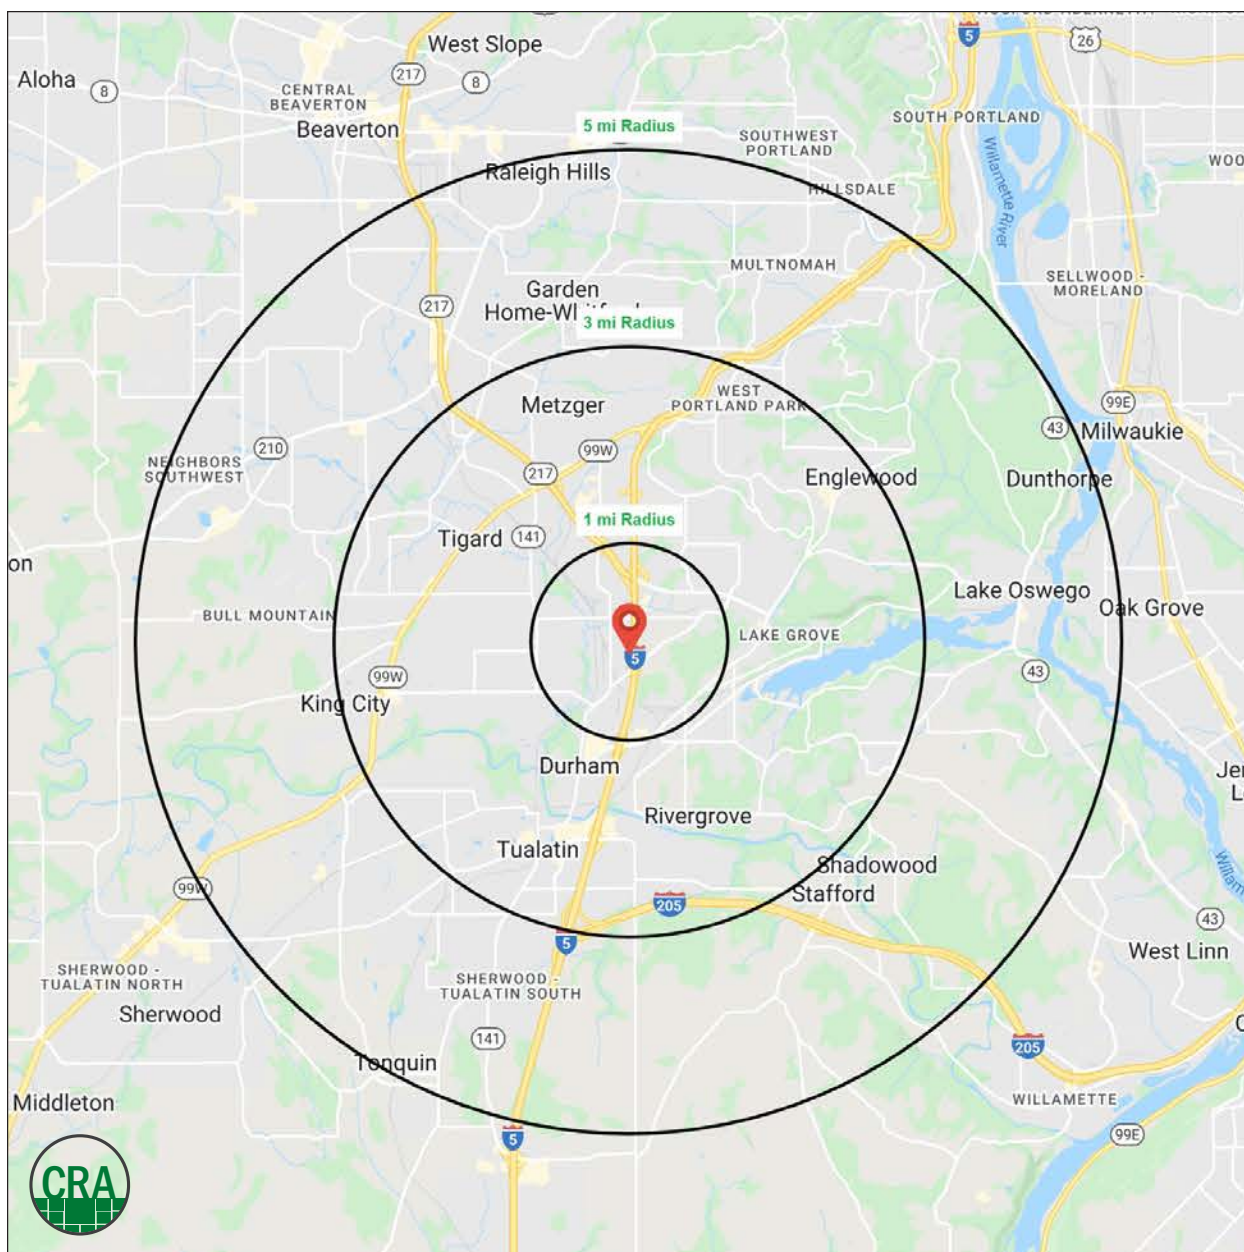 5
26
West Slope
217
8
Aloha
8
CENTRAL
BEAVERTON
Beaverton
5 mi Radius
SOUTHWEST
PORTLAND
SOUTH PORTLAND
Willamette River
Raleigh Hills
HILLSDALE
MULTNOMAH
SELLWOOD -
MORELAND
Garden
217
3 mi Radius
WEST
PORTLAND PARK
Metzger
99E
43
Milwaukie
99W
210
NEIGHBORS
SOUTHWEST
217
Englewood
Dunthorpe
1 mi Radius
Tigard
141
on
Lake Oswego
Oak Grove
BULL MOUNTAIN
LAKE GROVE
5
43
99W
King City
Durham
Rivergrove
Tualatin
Shadowood
Stafford
99W
205
43
5
West Linn
SHERWOOD -
TUALATIN NORTH
SHERWOOD -
TUALATIN SOUTH
Sherwood
141
205
Tonquin
Middleton
WILLAMETTE
5
99E
CRA